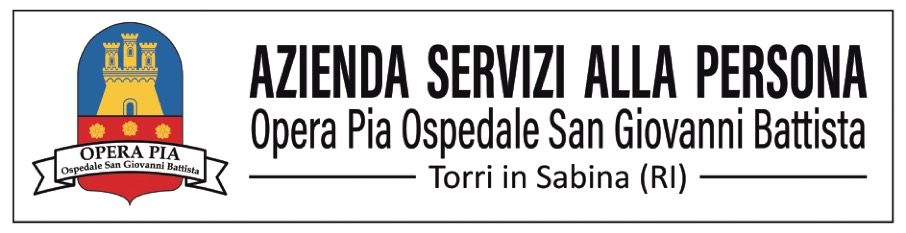 OPERA PIA
Ospedale San Giovanni Battista
AZIENDA SERVIZI ALLA PERSONA
Opera Pia Ospedale San Giovanni Battista
Torri in Sabina (RI)